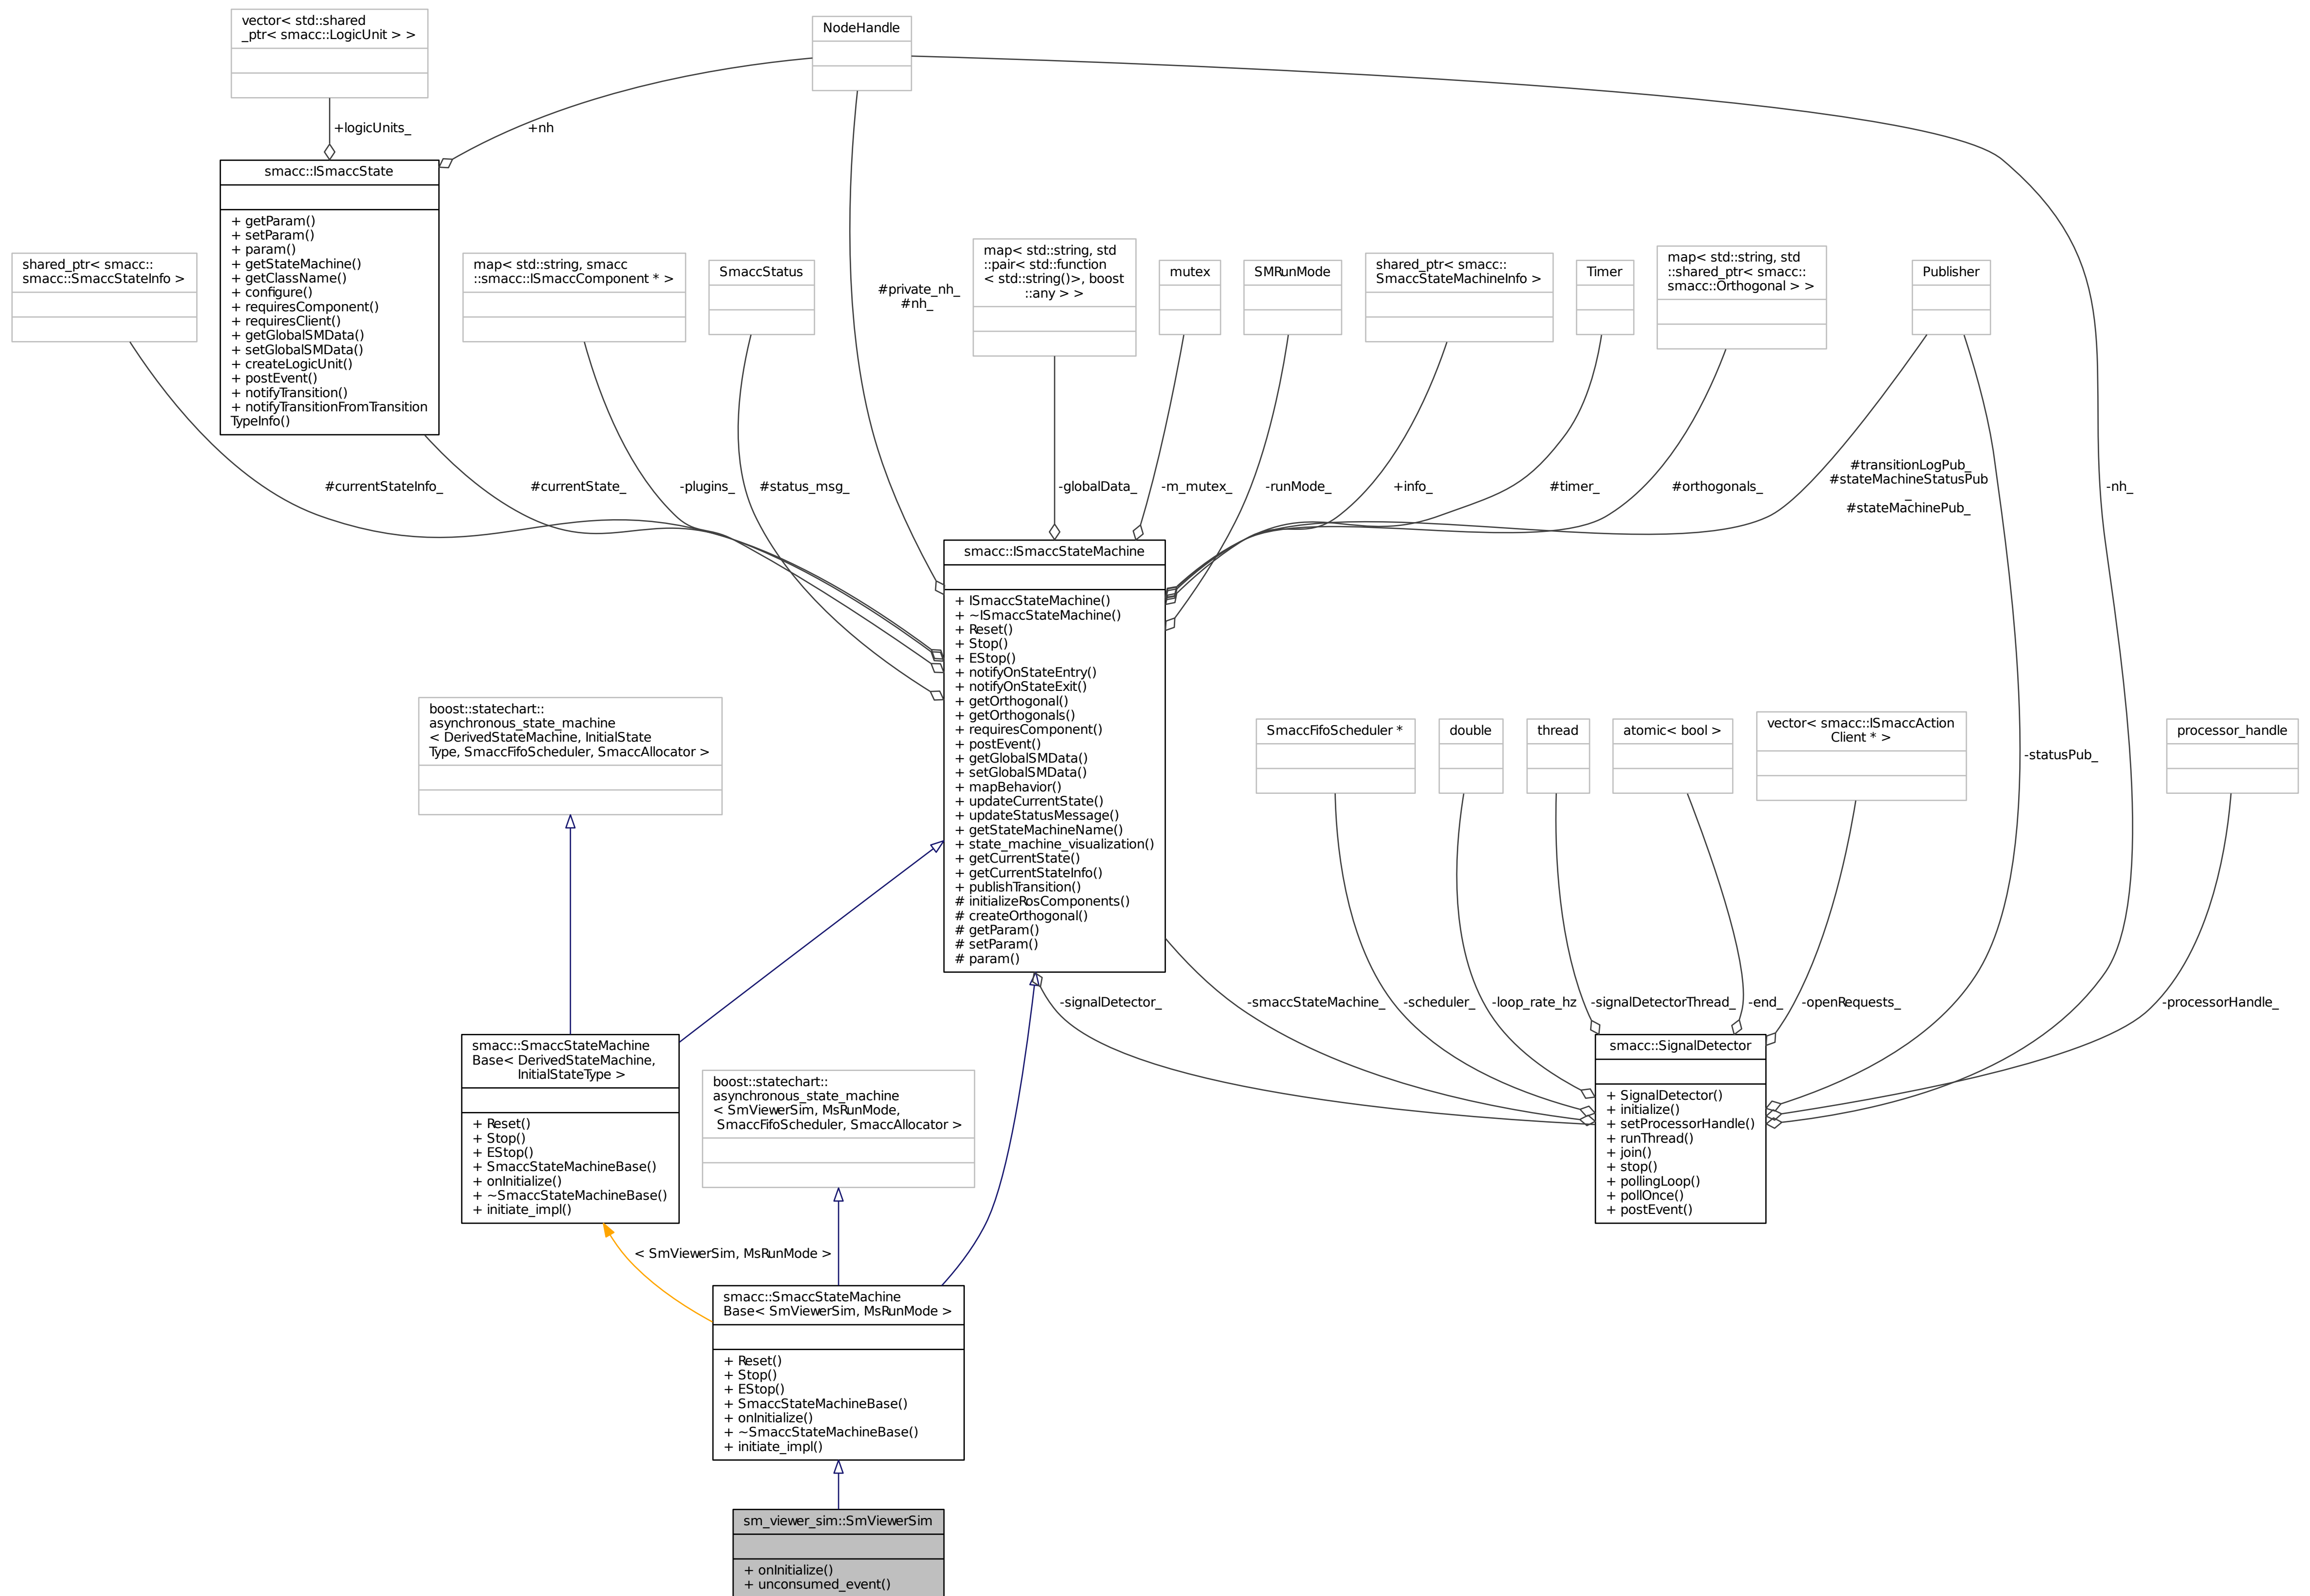 vector< std::shared
_ptr< smacc::LogicUnit > >
NodeHandle
+logicUnits_
+nh
smacc::ISmaccState
+ getParam()
+ setParam()
+ param()
+ getStateMachine()
+ getClassName()
+ configure()
+ requiresComponent()
+ requiresClient()
+ getGlobalSMData()
+ setGlobalSMData()
+ createLogicUnit()
+ postEvent()
+ notifyTransition()
+ notifyTransitionFromTransition
TypeInfo()
shared_ptr< smacc::
smacc::SmaccStateInfo >
map< std::string, smacc
::smacc::ISmaccComponent * >
SmaccStatus
#private_nh_
#nh_
map< std::string, std
::pair< std::function
< std::string()>, boost
::any > >
mutex
SMRunMode
shared_ptr< smacc::
SmaccStateMachineInfo >
Timer
map< std::string, std
::shared_ptr< smacc::
smacc::Orthogonal > >
Publisher
#currentStateInfo_
#currentState_
-plugins_
#status_msg_
-globalData_
-m_mutex_
-runMode_
+info_
#timer_
#orthogonals_
#transitionLogPub_
#stateMachineStatusPub
_
#stateMachinePub_
-nh_
smacc::ISmaccStateMachine
+ ISmaccStateMachine()
+ ~ISmaccStateMachine()
+ Reset()
+ Stop()
+ EStop()
+ notifyOnStateEntry()
+ notifyOnStateExit()
+ getOrthogonal()
+ getOrthogonals()
+ requiresComponent()
+ postEvent()
+ getGlobalSMData()
+ setGlobalSMData()
+ mapBehavior()
+ updateCurrentState()
+ updateStatusMessage()
+ getStateMachineName()
+ state_machine_visualization()
+ getCurrentState()
+ getCurrentStateInfo()
+ publishTransition()
# initializeRosComponents()
# createOrthogonal()
# getParam()
# setParam()
# param()
boost::statechart::
asynchronous_state_machine
< DerivedStateMachine, InitialState
Type, SmaccFifoScheduler, SmaccAllocator >
SmaccFifoScheduler *
double
thread
atomic< bool >
vector< smacc::ISmaccAction
Client * >
-statusPub_
processor_handle
-signalDetector_
-smaccStateMachine_
-scheduler_
-loop_rate_hz
-signalDetectorThread_
-end_
-openRequests_
-processorHandle_
smacc::SmaccStateMachine
Base< DerivedStateMachine,
InitialStateType >
+ Reset()
+ Stop()
+ EStop()
+ SmaccStateMachineBase()
+ onInitialize()
+ ~SmaccStateMachineBase()
+ initiate_impl()
boost::statechart::
asynchronous_state_machine
< SmViewerSim, MsRunMode,
SmaccFifoScheduler, SmaccAllocator >
smacc::SignalDetector
+ SignalDetector()
+ initialize()
+ setProcessorHandle()
+ runThread()
+ join()
+ stop()
+ pollingLoop()
+ pollOnce()
+ postEvent()
< SmViewerSim, MsRunMode >
smacc::SmaccStateMachine
Base< SmViewerSim, MsRunMode >
+ Reset()
+ Stop()
+ EStop()
+ SmaccStateMachineBase()
+ onInitialize()
+ ~SmaccStateMachineBase()
+ initiate_impl()
sm_viewer_sim::SmViewerSim
+ onInitialize()
+ unconsumed_event()